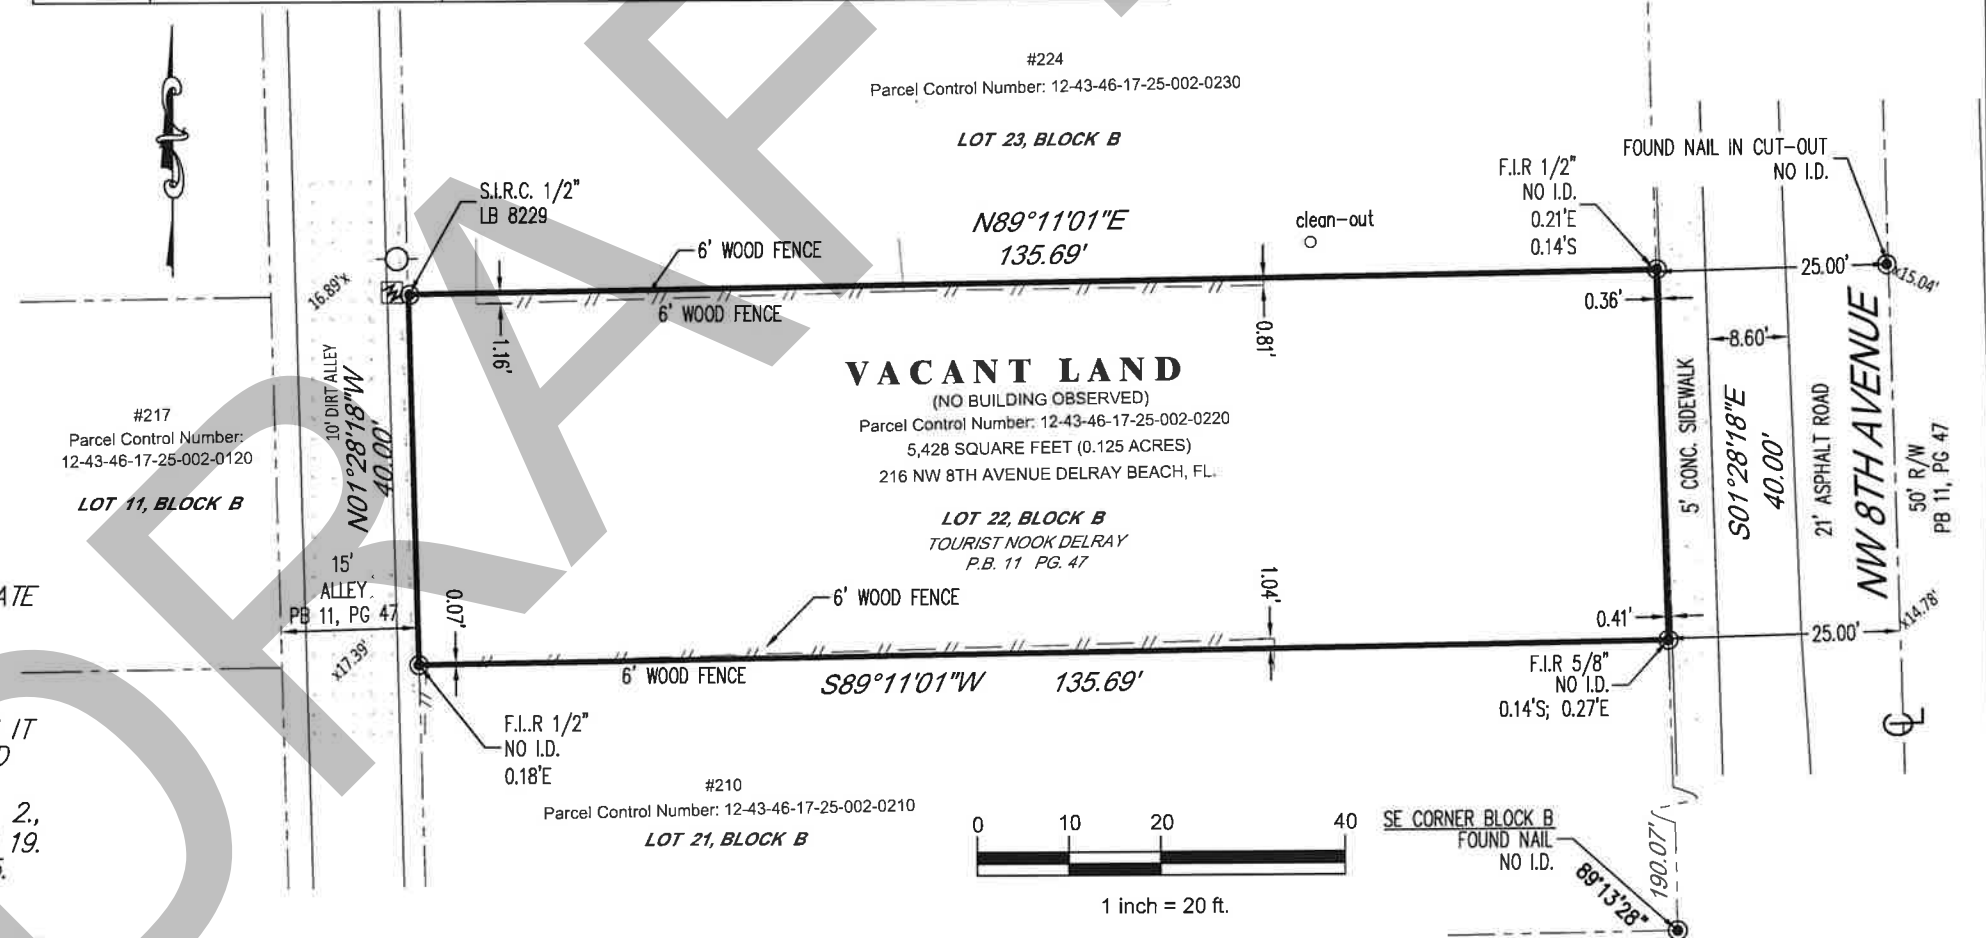 #224
Parcel Control Number: 12-43-46-17-25-002-0230
LOT 23, BLOCK B
FOUND NAIL IN CUT-OUT
NO I.D.
F.I.R 1/2"
NO I.D.
0.21'E
0.14'S
S.I.R.C. 1/2"
LB 8229
6' WOOD FENCE
N89°11'01"E
135.69'
clean-out
25.00'
x15.04'
16.89'x
6' WOOD FENCE
1.16'
0.81'
0.36'
8.60'
VACANT LAND
(NO BUILDING OBSERVED)
Parcel Control Number: 12-43-46-17-25-002-0220
5,428 SQUARE FEET (0.125 ACRES)
216 NW 8TH AVENUE DELRAY BEACH, FL.
LOT 22, BLOCK B
TOURIST NOOK DELRAY
P.B. 11 PG. 47
#217
Parcel Control Number:
12-43-46-17-25-002-0120
LOT 11, BLOCK B
10' DIRT ALLEY
N01°28'18"W
40.00'
15'
ALLEY
PB 11, PG 47
x17.39'
5' CONC. SIDEWALK
S01°28'18"E
40.00'
21' ASPHALT ROAD
NW 8TH AVENUE
50' R/W
PB 11, PG 47
0.07'
6' WOOD FENCE
1.04'
0.41'
25.00'
x14.78'
6' WOOD FENCE
S89°11'01"W 135.69'
F.I.R 5/8"
NO I.D.
0.14'S; 0.27'E
F.I..R 1/2"
NO I.D.
0.18'E
#210
Parcel Control Number: 12-43-46-17-25-002-0210
LOT 21, BLOCK B
0 10 20 40
1 inch = 20 ft.
SE CORNER BLOCK B
FOUND NAIL
NO I.D.
89°13'28"
190.07'
ATE
IT
2.,
19.
DRAF